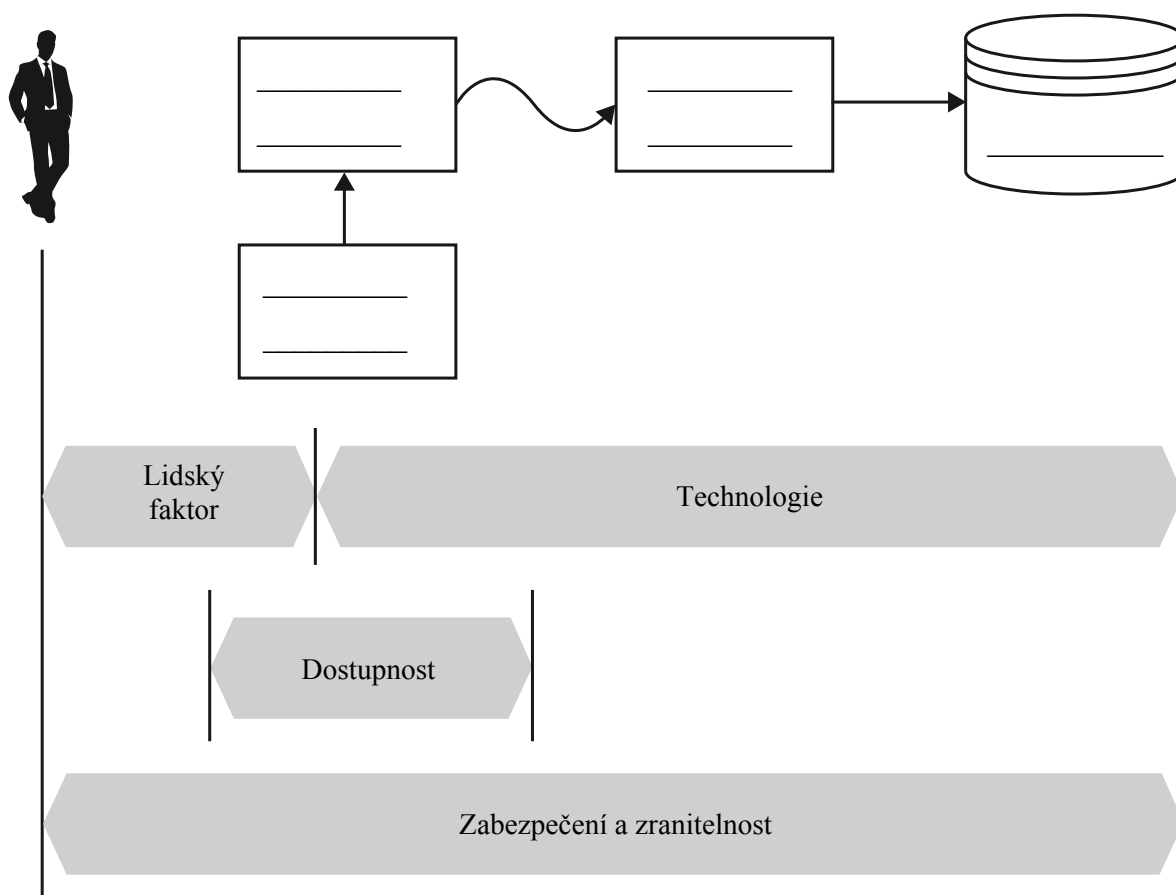 Lidský
faktor
Technologie
Dostupnost
Zabezpečení a zranitelnost